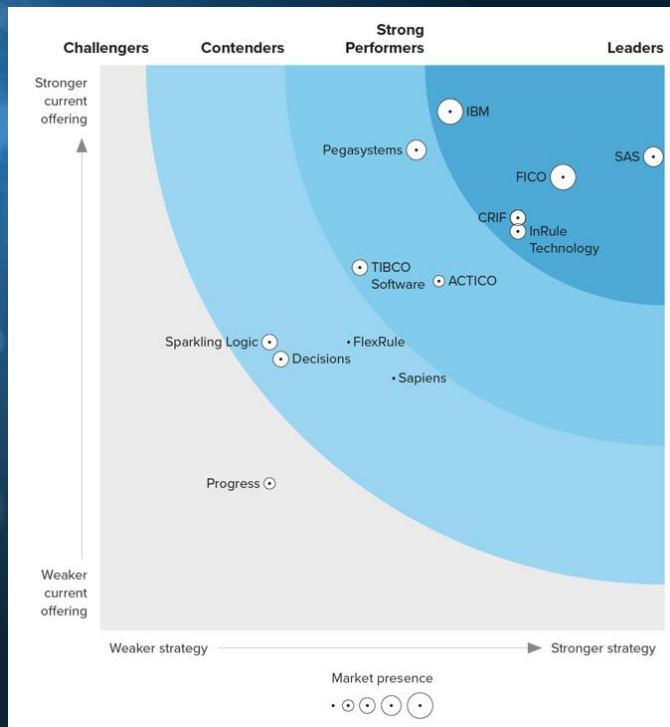 Challengers
Contenders
Strong
Performers
Leaders
Stronger
current
offering
IBM
Pegasystems
SAS
FICO
CRIF
InRule
Technology
TIBCO
Software
ACTICO
Sparkling Logic
FlexRule
Decisions
Sapiens
Progress
Weaker
current
offering
Weaker strategy
Stronger strategy
Market presence